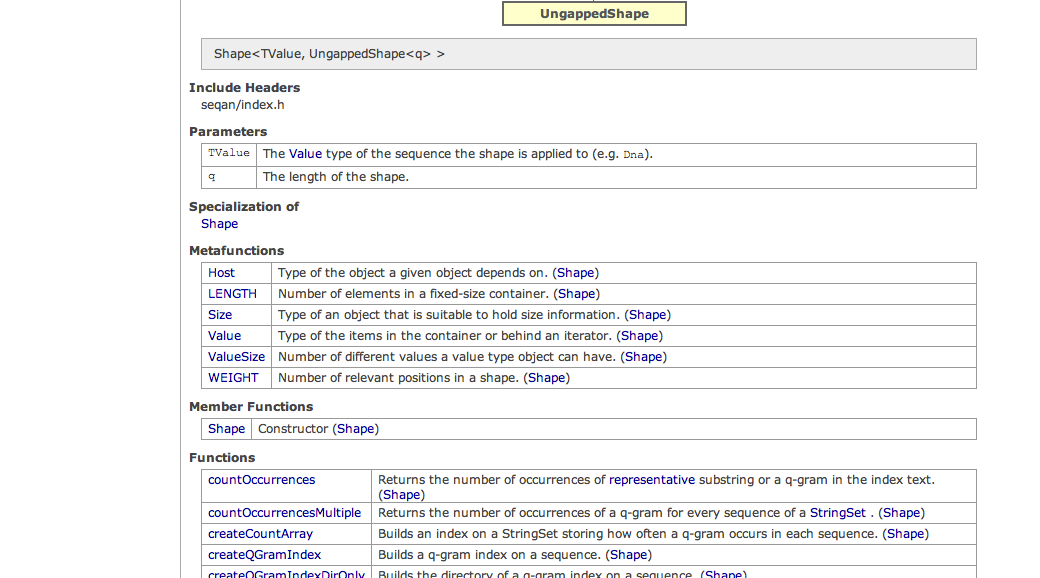 UngappedShape
Shape<TValue, UngappedShape<q> >
Include Headers
seqan/index.h
Parameters
TValue The Value type of the sequence the shape is applied to (e.g. Dna).
q The length of the shape.
Specialization of
Shape
Metafunctions
Host Type of the object a given object depends on. (Shape)
LENGTH Number of elements in a fixed-size container. (Shape)
Size Type of an object that is suitable to hold size information. (Shape)
Value Type of the items in the container or behind an iterator. (Shape)
ValueSize Number of different values a value type object can have. (Shape)
WEIGHT Number of relevant positions in a shape. (Shape)
Member Functions
Shape Constructor (Shape)
Functions
countOccurrences Returns the number of occurrences of representative substring or a q-gram in the index text.
(Shape)
countOccurrencesMultiple Returns the number of occurrences of a q-gram for every sequence of a StringSet . (Shape)
createCountArray Builds an index on a StringSet storing how often a q-gram occurs in each sequence. (Shape)
createQGramIndex Builds a q-gram index on a sequence. (Shape)
createQGramIndexDirOnly Builds the directory of a q-gram index on a sequence. (Shape)